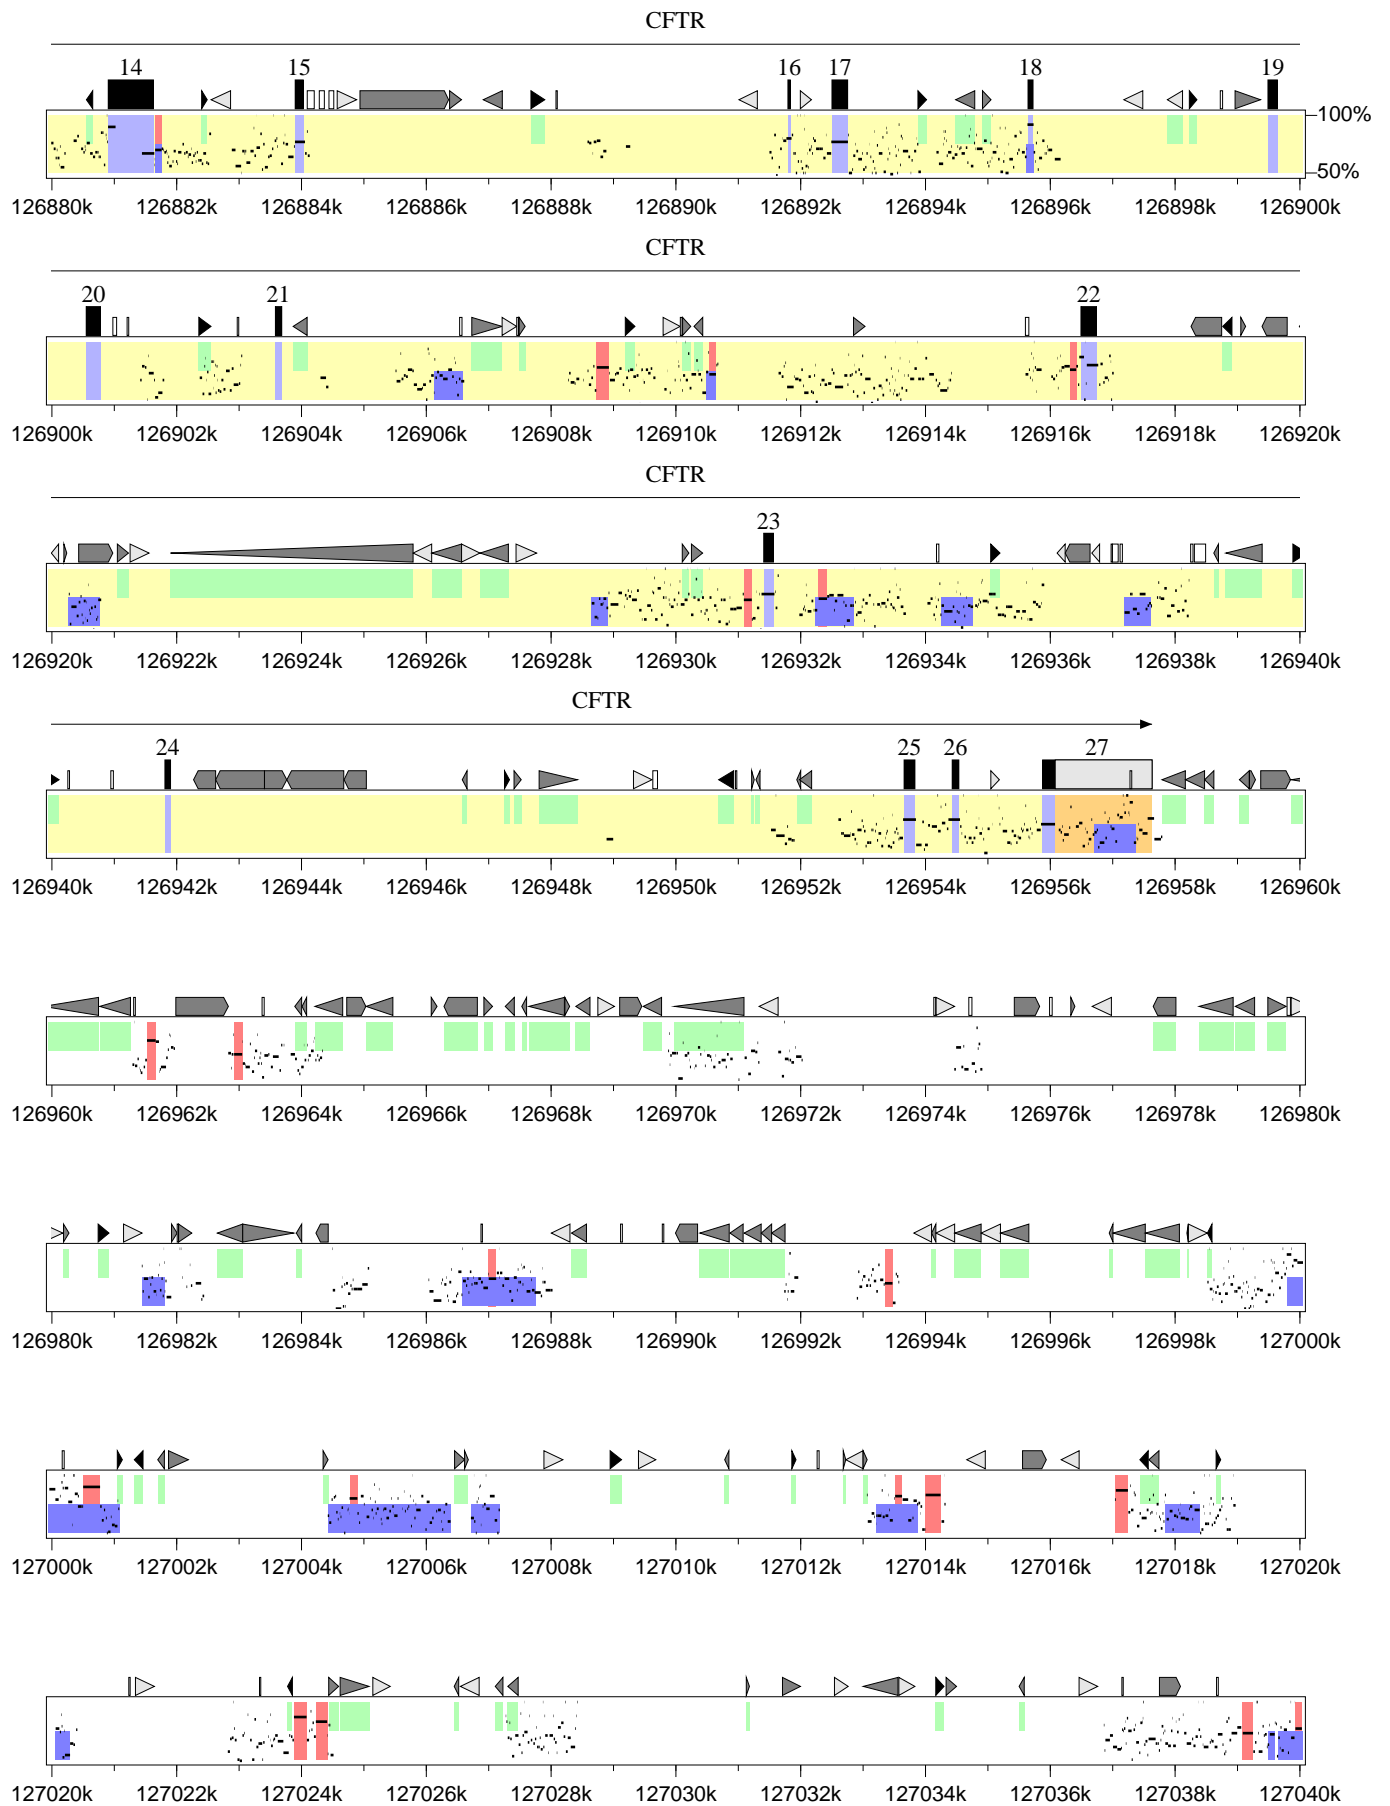 CFTR
14 15 16 17 18 19
100%
50%
126880k 126882k 126884k 126886k 126888k 126890k 126892k 126894k 126896k 126898k 126900k
CFTR
20 21 22
126900k 126902k 126904k 126906k 126908k 126910k 126912k 126914k 126916k 126918k 126920k
CFTR
23
126920k 126922k 126924k 126926k 126928k 126930k 126932k 126934k 126936k 126938k 126940k
CFTR
24 25 26 27
126940k 126942k 126944k 126946k 126948k 126950k 126952k 126954k 126956k 126958k 126960k
126960k 126962k 126964k 126966k 126968k 126970k 126972k 126974k 126976k 126978k 126980k
126980k 126982k 126984k 126986k 126988k 126990k 126992k 126994k 126996k 126998k 127000k
127000k 127002k 127004k 127006k 127008k 127010k 127012k 127014k 127016k 127018k 127020k
127020k 127022k 127024k 127026k 127028k 127030k 127032k 127034k 127036k 127038k 127040k